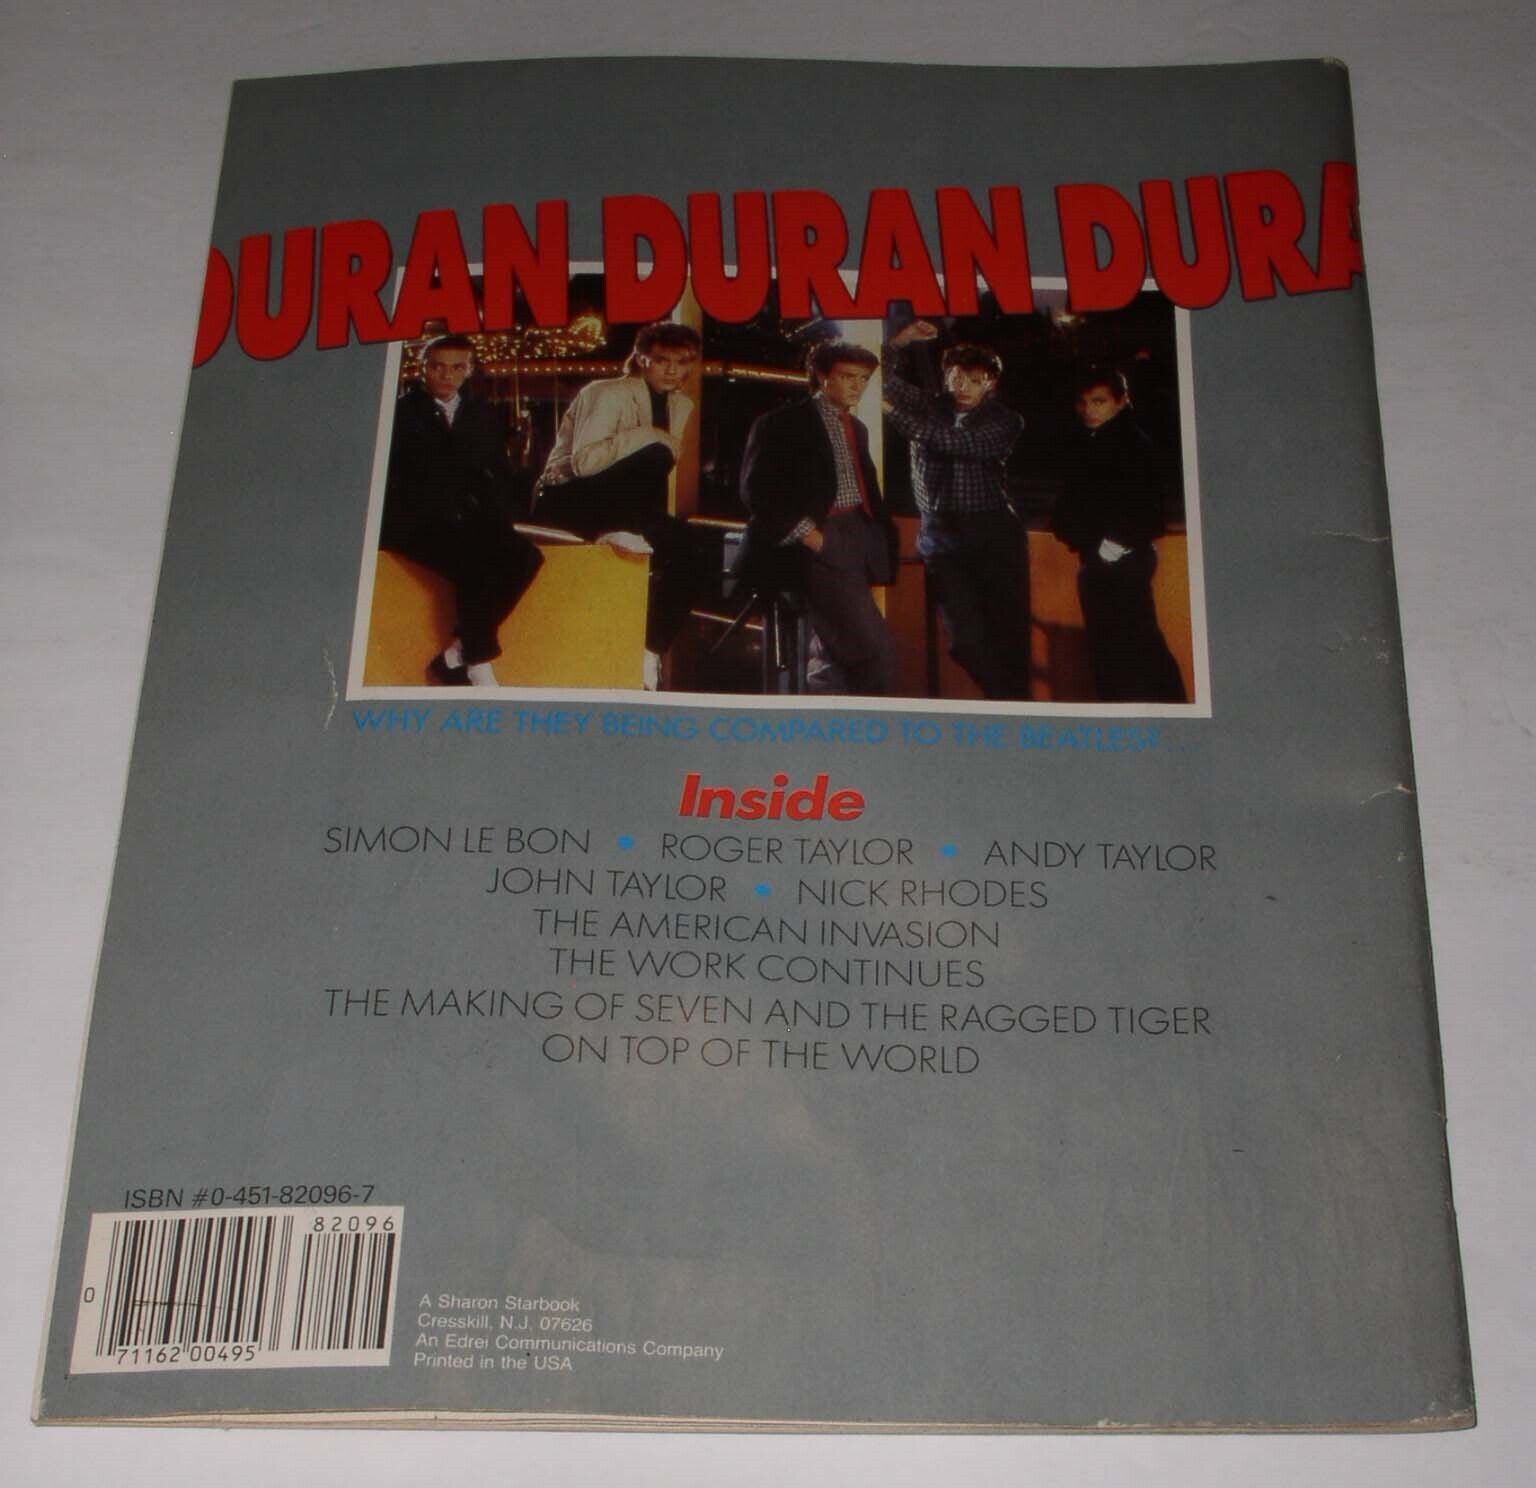 DURAN DURAN DURA
WHY ARE THEY BEING COMPARED TO THE BEATLES? ...
Inside
SIMON LE BON • ROGER TAYLOR • ANDY TAYLOR
JOHN TAYLOR • NICK RHODES
THE AMERICAN INVASION
THE WORK CONTINUES
THE MAKING OF SEVEN AND THE RAGGED TIGER
ON TOP OF THE WORLD
ISBN #0-451-82096-7
82096
0
71162 00495
A Sharon Starbook
Cresskill, N.J. 07626
An Edrei Communications Company
Printed in the USA